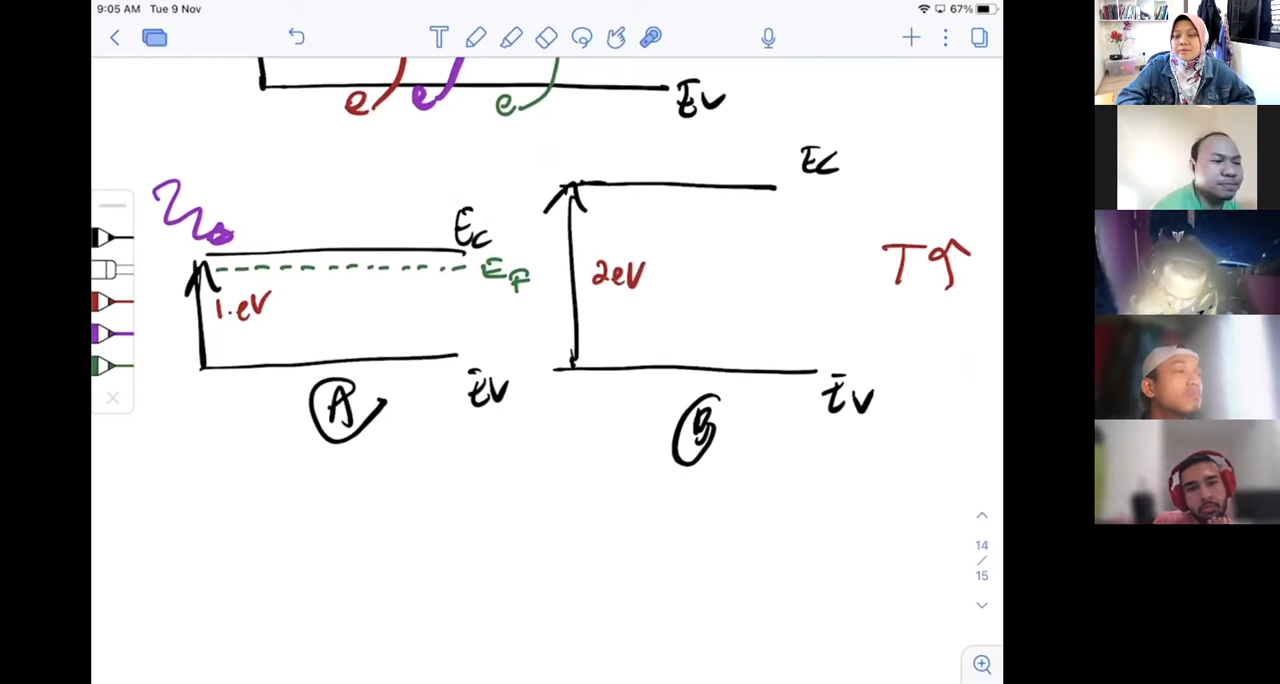 9:05 AM Tue 9 Nov
67%
T
e e e
Ev
Ec
Ec
EF
T↑
1.eV
2eV
Ev
Ev
A
B
14
/
15